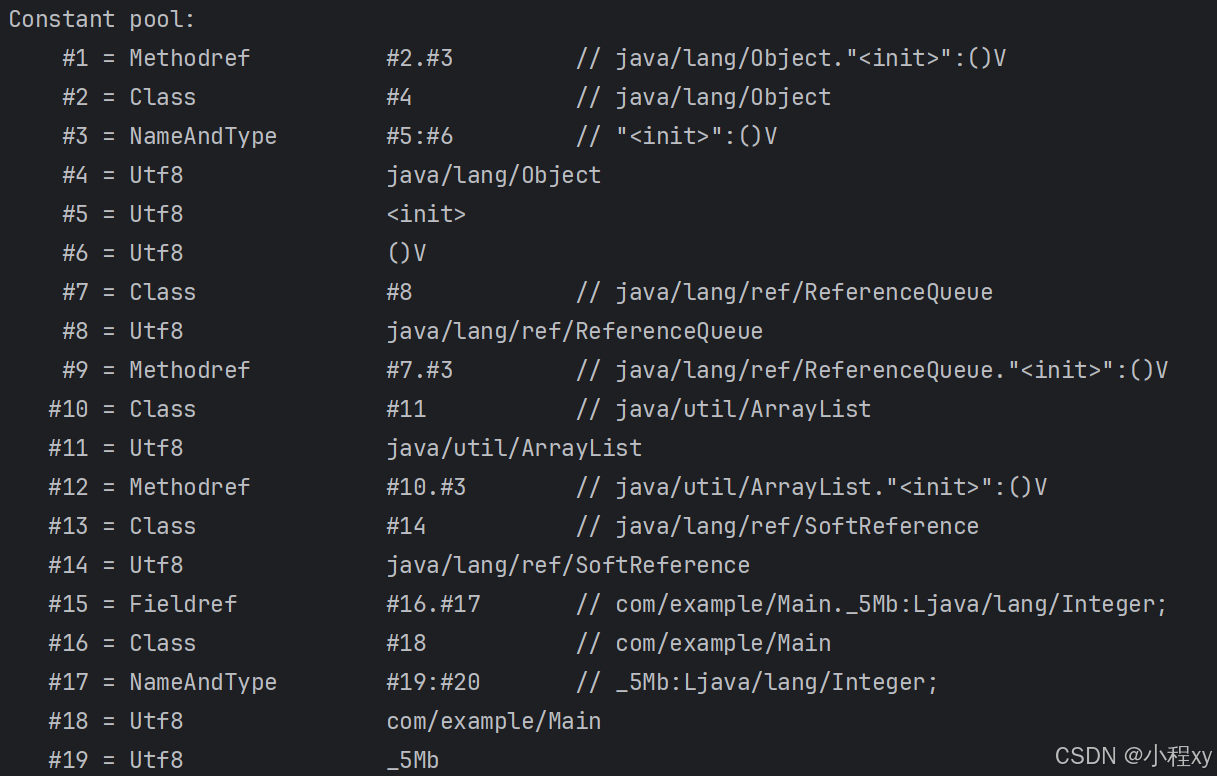 Constant pool:
#1 = Methodref #2.#3 // java/lang/Object."<init>":()V
#2 = Class #4 // java/lang/Object
#3 = NameAndType #5:#6 // "<init>":()V
#4 = Utf8 java/lang/Object
#5 = Utf8 <init>
#6 = Utf8 ()V
#7 = Class #8 // java/lang/ref/ReferenceQueue
#8 = Utf8 java/lang/ref/ReferenceQueue
#9 = Methodref #7.#3 // java/lang/ref/ReferenceQueue."<init>":()V
#10 = Class #11 // java/util/ArrayList
#11 = Utf8 java/util/ArrayList
#12 = Methodref #10.#3 // java/util/ArrayList."<init>":()V
#13 = Class #14 // java/lang/ref/SoftReference
#14 = Utf8 java/lang/ref/SoftReference
#15 = Fieldref #16.#17 // com/example/Main._5Mb:Ljava/lang/Integer;
#16 = Class #18 // com/example/Main
#17 = NameAndType #19:#20 // _5Mb:Ljava/lang/Integer;
#18 = Utf8 com/example/Main
#19 = Utf8 _5Mb
CSDN @小程xy